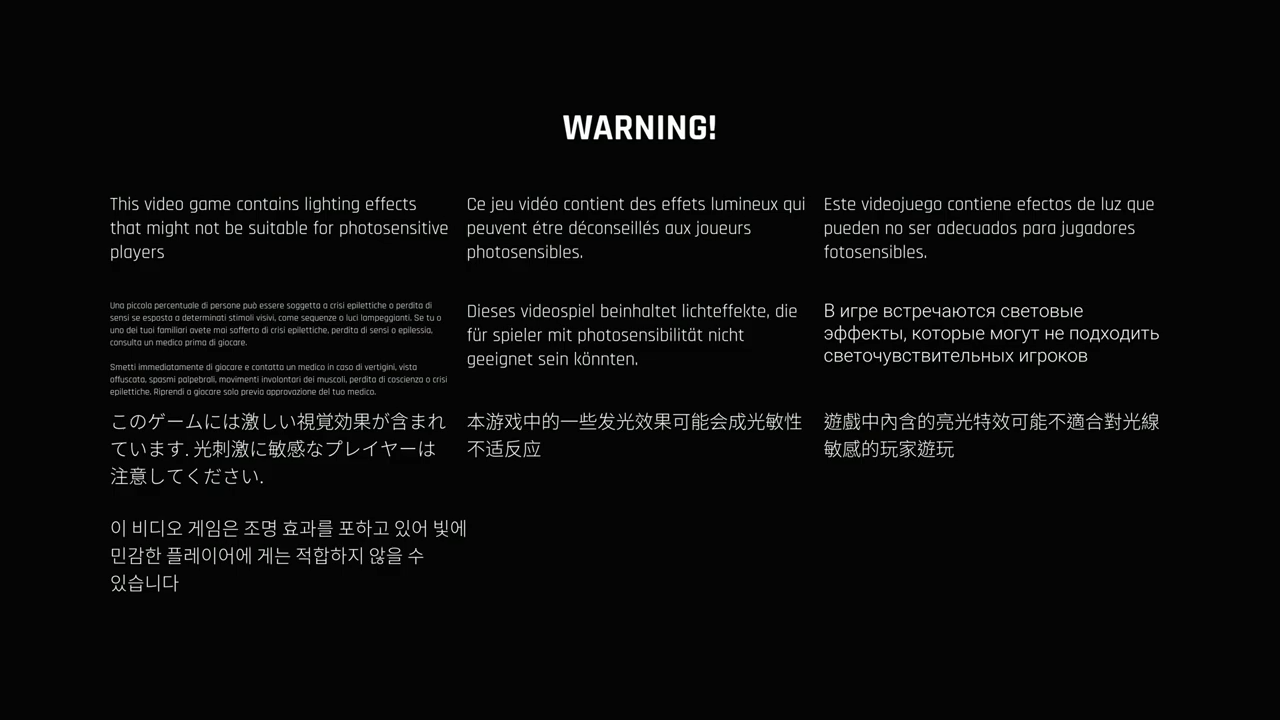 WARNING!
This video game contains lighting effects
that might not be suitable for photosensitive
players
Ce jeu vidéo contient des effets lumineux qui
peuvent étre déconseillés aux joueurs
photosensibles.
Este videojuego contiene efectos de luz que
pueden no ser adecuados para jugadores
fotosensibles.
Una piccola percentuale di persone può essere soggetta a crisi epilettiche o perdita di
sensi se esposta a determinati stimoli visivi, come sequenze o luci lampeggianti. Se tu o
uno dei tuoi familiari avete mai sofferto di crisi epilettiche, perdita di sensi o epilessia,
consulta un medico prima di giocare.
Smetti immediatamente di giocare e contatta un medico in caso di vertigini, vista
offuscata, spasmi palpebrali, movimenti involontari dei muscoli, perdita di coscienza o crisi
epilettiche. Riprendi a giocare solo previa approvazione del tuo medico.
Dieses videospiel beinhaltet lichteffekte, die
für spieler mit photosensibilität nicht
geeignet sein könnten.
В игре встречаются световые
эффекты, которые могут не подходить
светочувствительных игроков
このゲームには激しい視覚効果が含まれ
ています. 光刺激に敏感なプレイヤーは
注意してください.
本游戏中的一些发光效果可能会成光敏性
不适反应
遊戲中內含的亮光特效可能不適合對光線
敏感的玩家遊玩
이 비디오 게임은 조명 효과를 포하고 있어 빛에
민감한 플레이어에 게는 적합하지 않을 수
있습니다